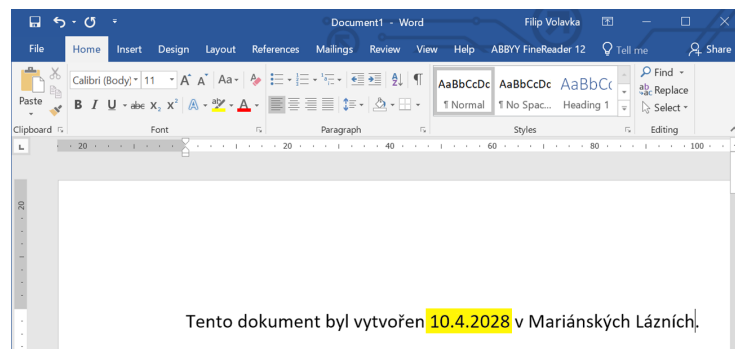 Document1 - Word
Filip Volavka
File Home Insert Design Layout References Mailings Review View Help ABBYY FineReader 12 Tell me Share
Paste
Calibri (Body) 11 A A Aa
B I U abc X₂ X² A ab A
AaBbCcDc AaBbCcDc AaBbCc
¶ Normal ¶ No Spac... Heading 1
Find
Replace
Select
Clipboard Font Paragraph Styles Editing
20 20 40 60 80 100
20
Tento dokument byl vytvořen 10.4.2028 v Mariánských Lázních.